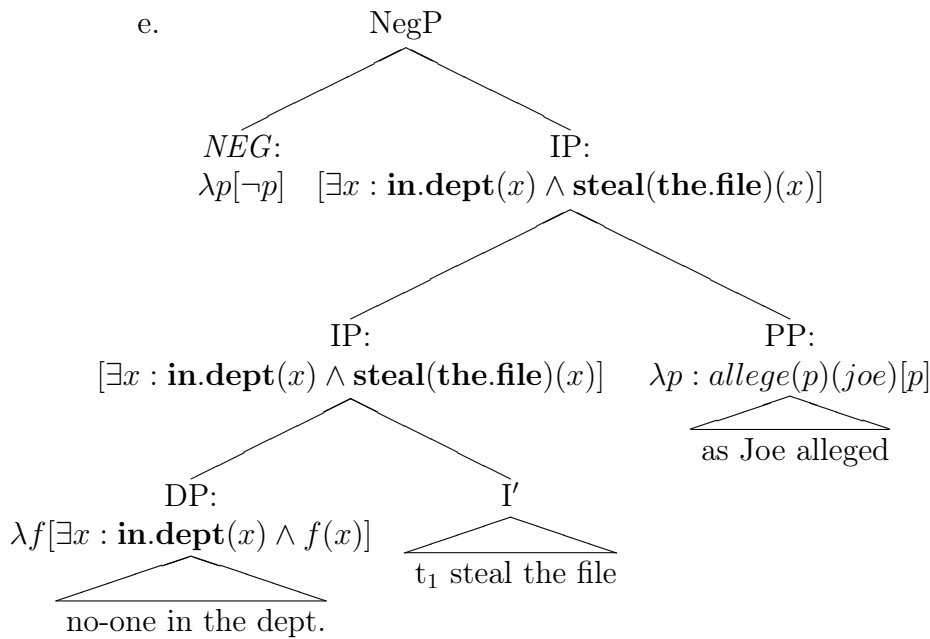 e. NegP
NEG: IP:
λp[¬p] [∃x : in.dept(x) ∧ steal(the.file)(x)]
IP: PP:
[∃x : in.dept(x) ∧ steal(the.file)(x)] λp : allege(p)(joe)[p]
as Joe alleged
DP: I′
λf[∃x : in.dept(x) ∧ f(x)]
t₁ steal the file
no-one in the dept.